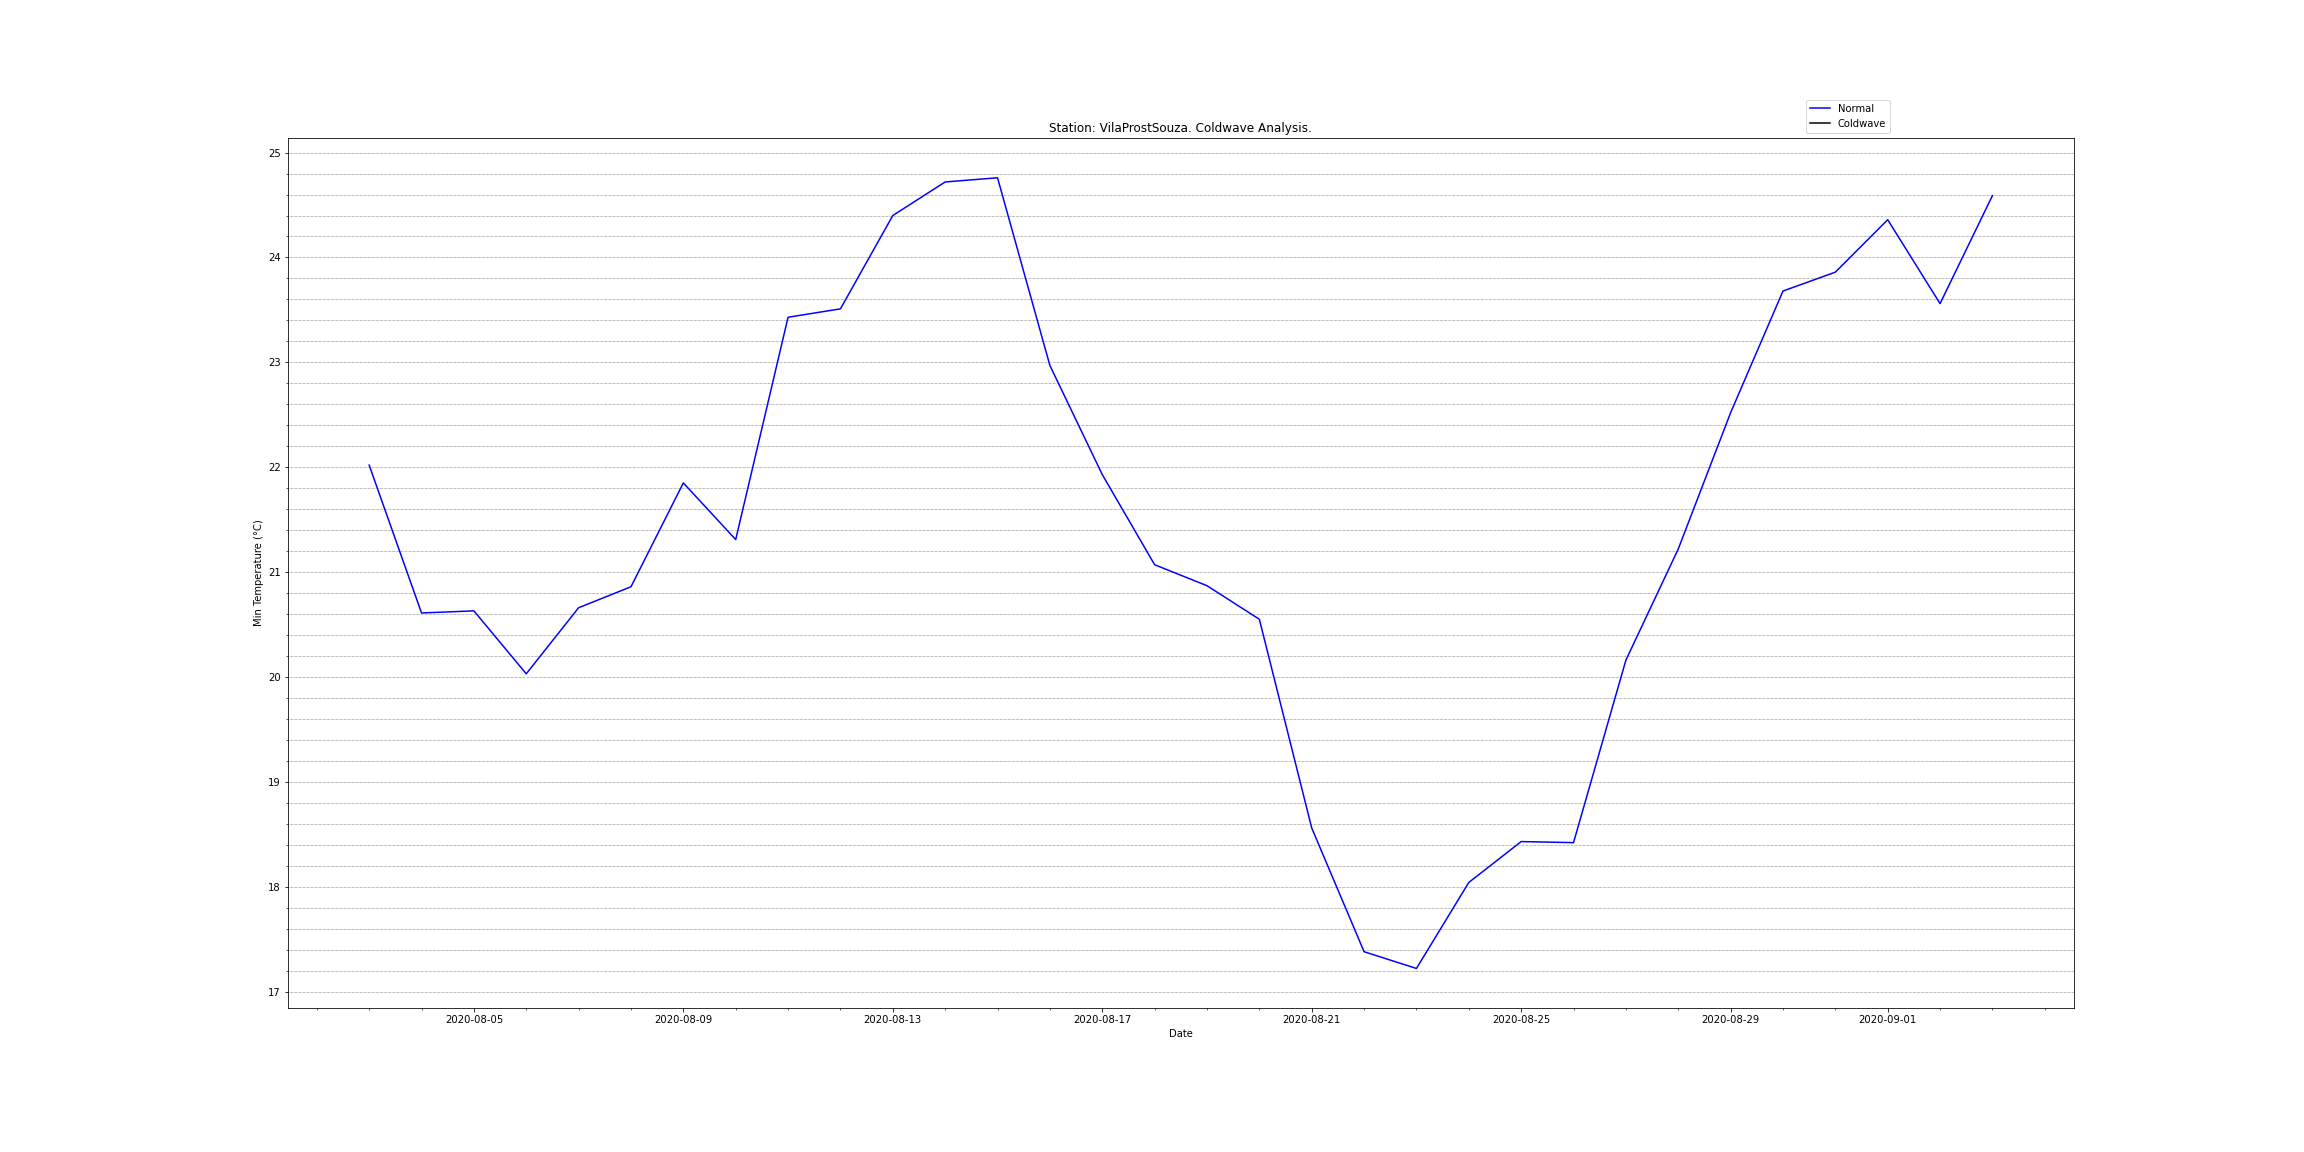 Normal
Coldwave
Station: VilaProstSouza. Coldwave Analysis.
25
24
23
22
21
20
19
18
17
Min Temperature (°C)
2020-08-05 2020-08-09 2020-08-13 2020-08-17 2020-08-21 2020-08-25 2020-08-29 2020-09-01
Date